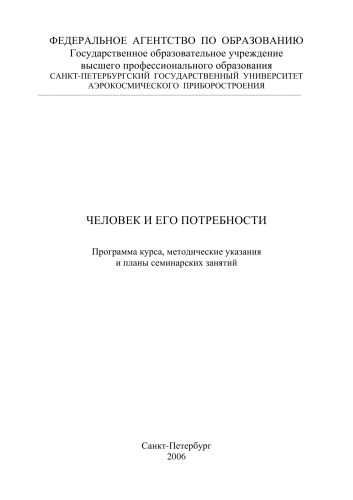 ФЕДЕРАЛЬНОЕ АГЕНТСТВО ПО ОБРАЗОВАНИЮ
Государственное образовательное учреждение
высшего профессионального образования
САНКТ-ПЕТЕРБУРГСКИЙ ГОСУДАРСТВЕННЫЙ УНИВЕРСИТЕТ
АЭРОКОСМИЧЕСКОГО ПРИБОРОСТРОЕНИЯ
ЧЕЛОВЕК И ЕГО ПОТРЕБНОСТИ
Программа курса, методические указания
и планы семинарских занятий
Санкт-Петербург
2006